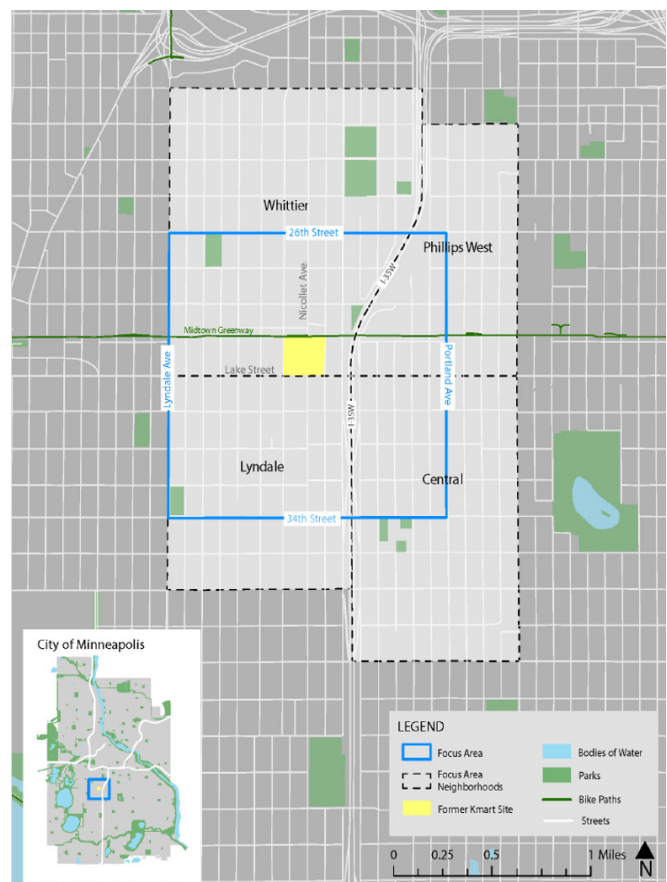 Whittier
26th Street
Phillips West
Nicollet Ave.
I-35W
Midtown Greenway
Lake Street
Lyndale Ave
Portland Ave
I-35W
Lyndale
Central
34th Street
City of Minneapolis
LEGEND
Focus Area
Focus Area
Neighborhoods
Former Kmart Site
Bodies of Water
Parks
Bike Paths
Streets
0 0.25 0.5 1 Miles
N